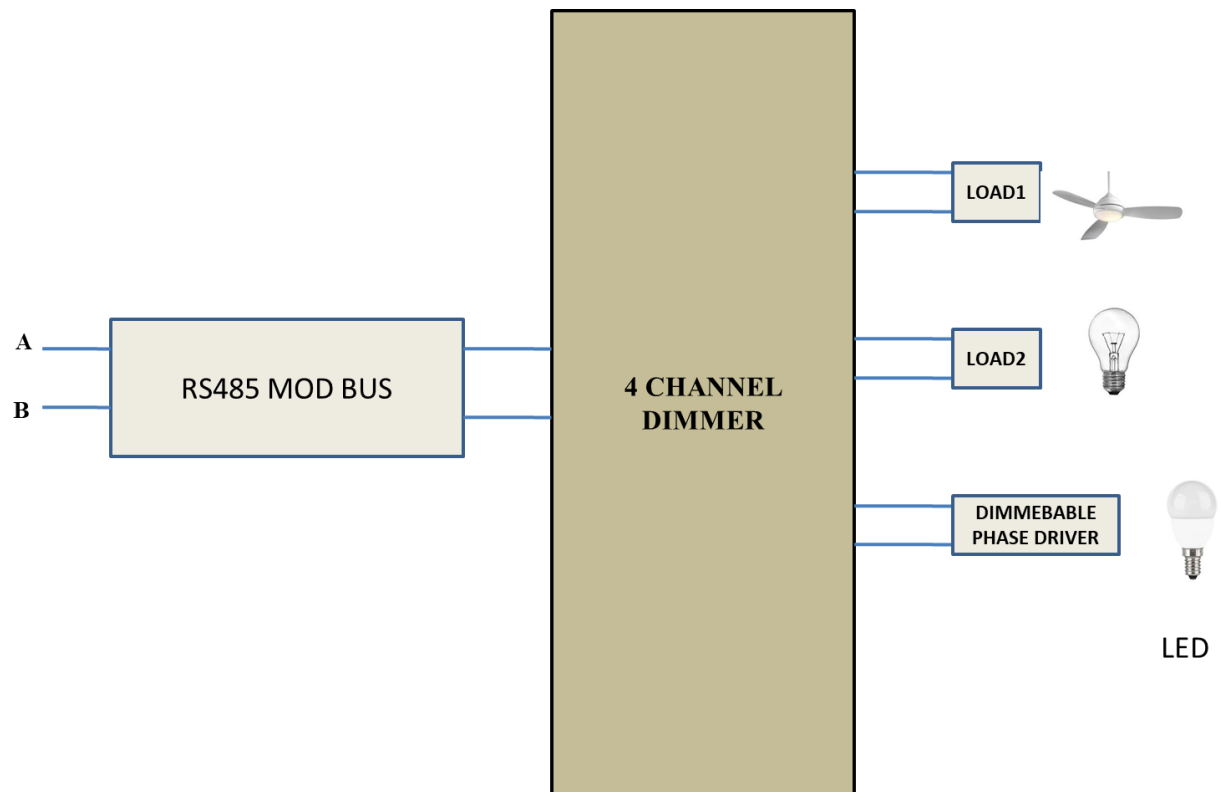 A
B
RS485 MOD BUS
4 CHANNEL
DIMMER
LOAD1
LOAD2
DIMMEBABLE
PHASE DRIVER
LED